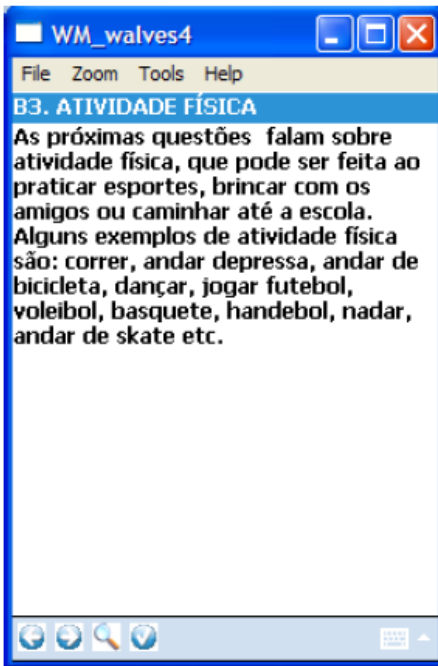 WM_walves4
File Zoom Tools Help
B3. ATIVIDADE FÍSICA
As próximas questões falam sobre
atividade física, que pode ser feita ao
praticar esportes, brincar com os
amigos ou caminhar até a escola.
Alguns exemplos de atividade física
são: correr, andar depressa, andar de
bicicleta, dançar, jogar futebol,
voleibol, basquete, handebol, nadar,
andar de skate etc.